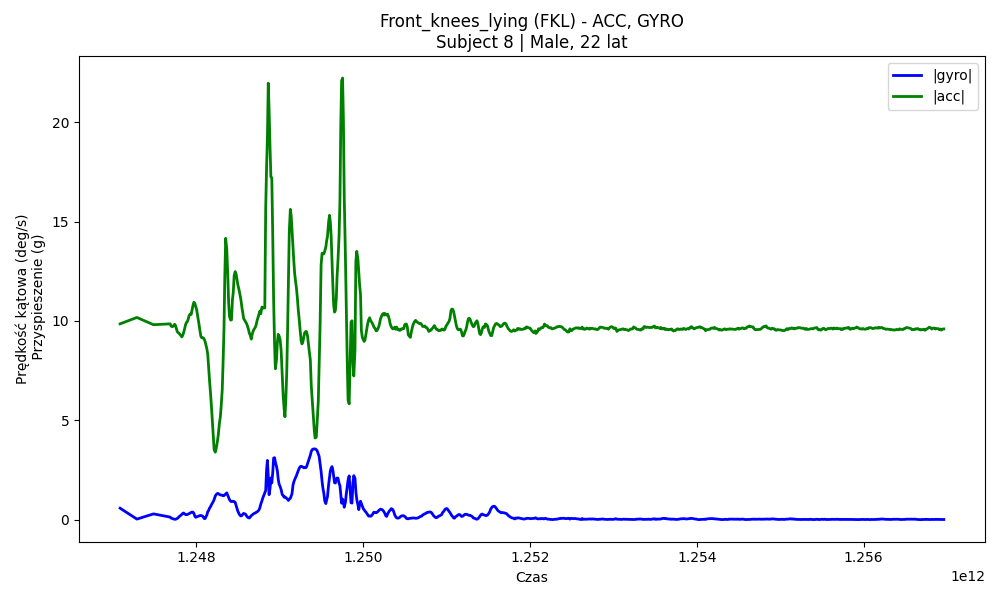 Front_knees_lying (FKL) - ACC, GYRO
Subject 8 | Male, 22 lat
|gyro|
|acc|
Prędkość kątowa (deg/s)
Przyspieszenie (g)
20
15
10
5
0
1.248
1.250
1.252
1.254
1.256
1e12
Czas